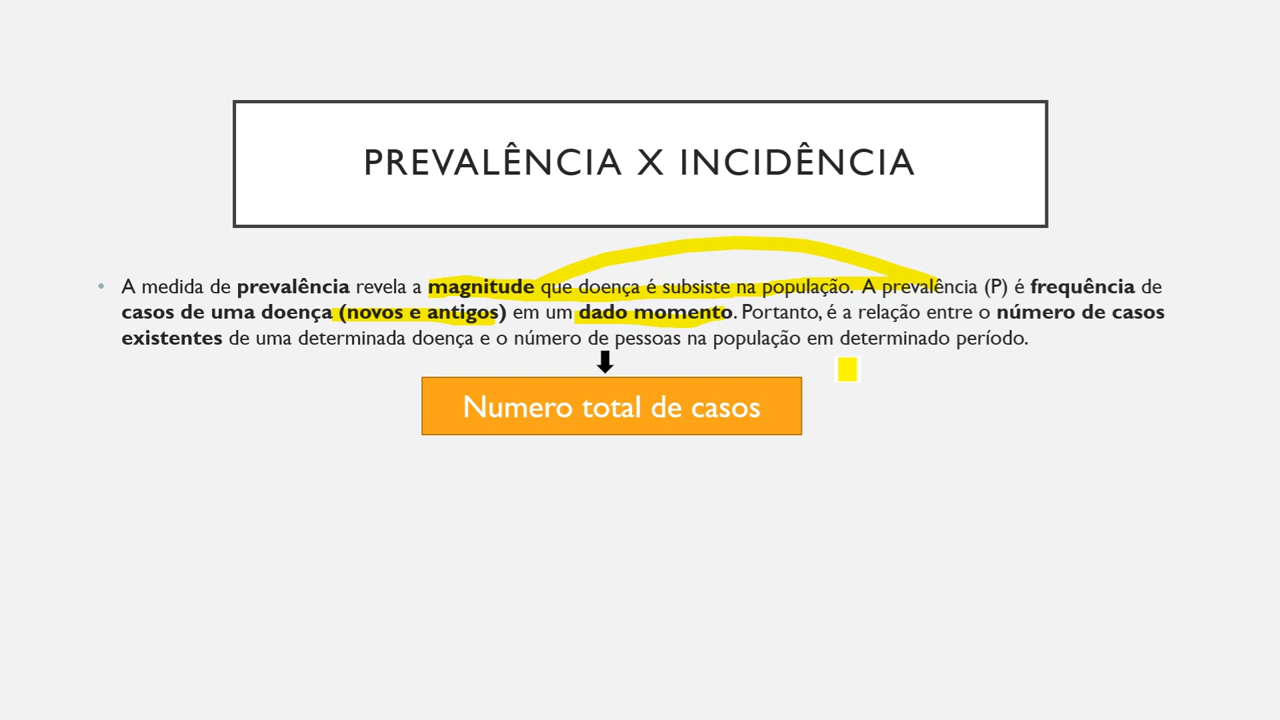 PREVALÊNCIA X INCIDÊNCIA
• A medida de prevalência revela a magnitude que doença é subsiste na população. A prevalência (P) é frequência de
casos de uma doença (novos e antigos) em um dado momento. Portanto, é a relação entre o número de casos
existentes de uma determinada doença e o número de pessoas na população em determinado período.
Numero total de casos